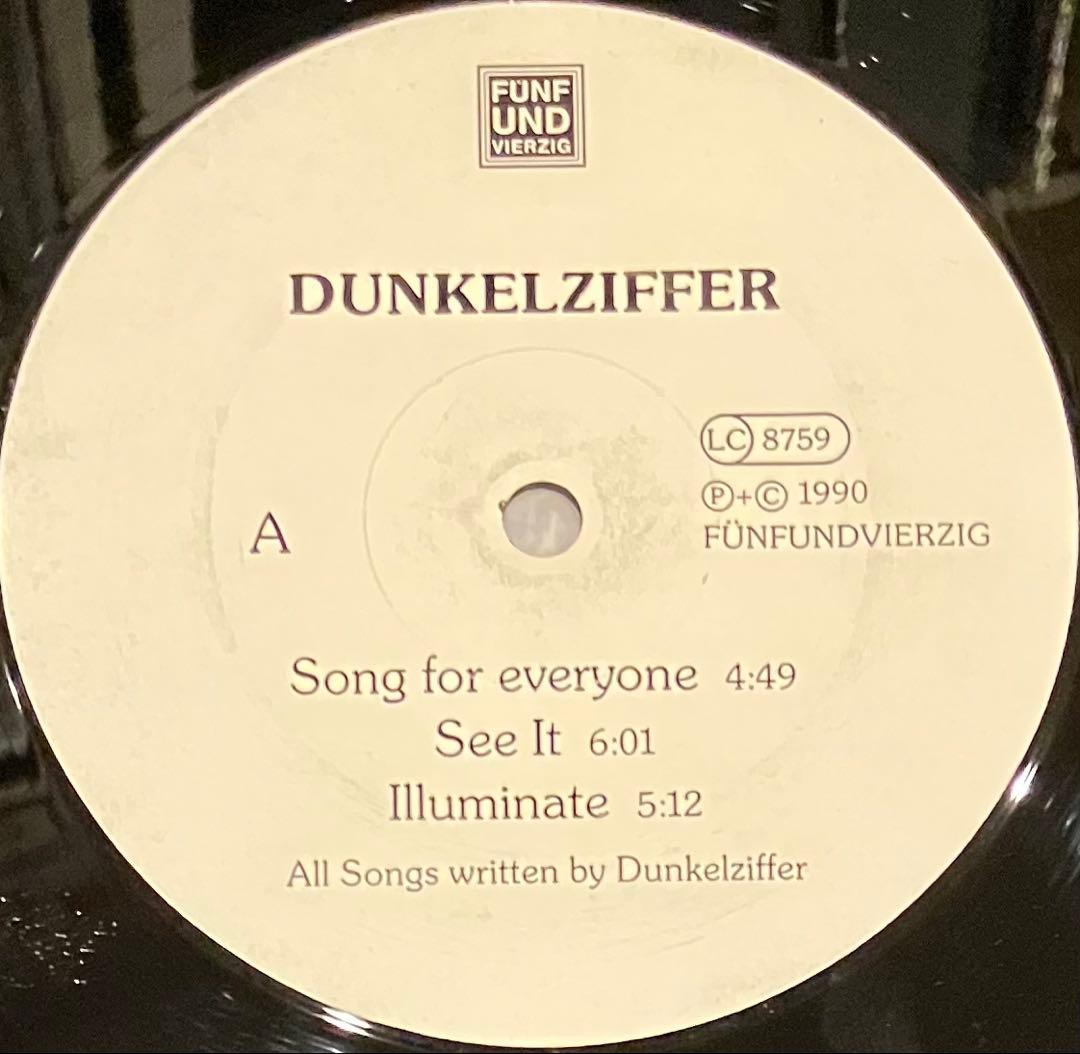 FÜNF
UND
VIERZIG
DUNKELZIFFER
LC 8759
Ⓟ+© 1990
FÜNFUNDVIERZIG
A
Song for everyone 4:49
See It 6:01
Illuminate 5:12
All Songs written by Dunkelziffer